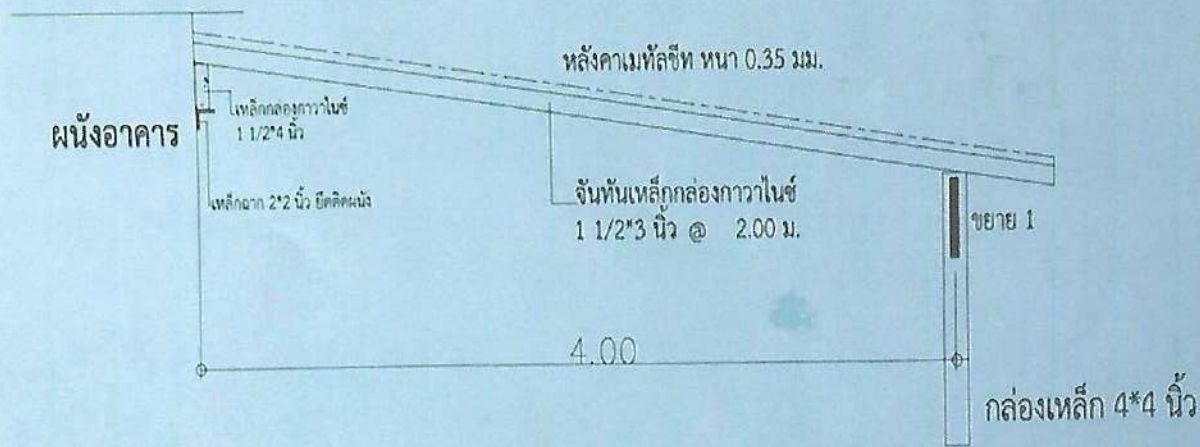 หลังคาเมทัลชีท หนา 0.35 มม.
เหล็กกล่องกาวาไนซ์
1 1/2*4 นิ้ว
ผนังอาคาร
เหล็กฉาก 2*2 นิ้ว ยึดติดผนัง
จันทันเหล็กกล่องกาวาไนซ์
1 1/2*3 นิ้ว @ 2.00 ม.
ขยาย 1
4.00
กล่องเหล็ก 4*4 นิ้ว